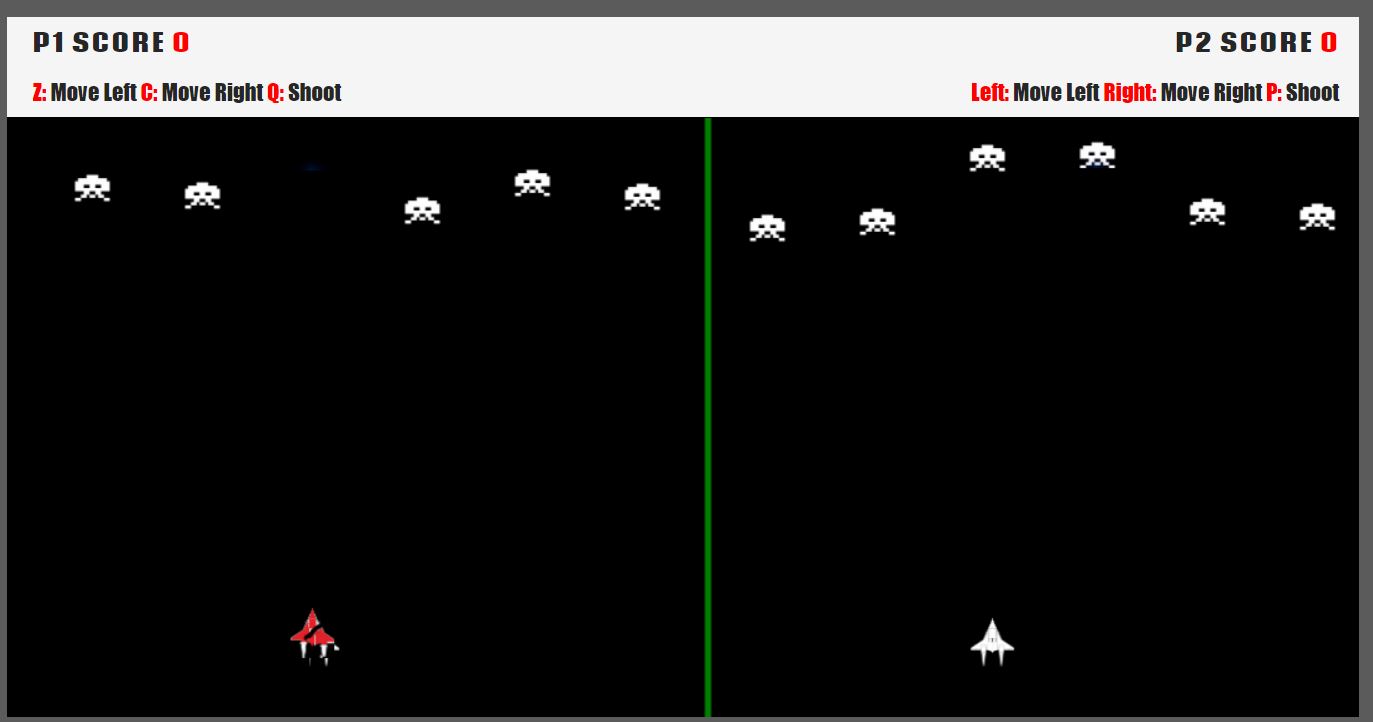 P1 SCORE 0
P2 SCORE 0
Z: Move Left C: Move Right Q: Shoot
Left: Move Left Right: Move Right P: Shoot